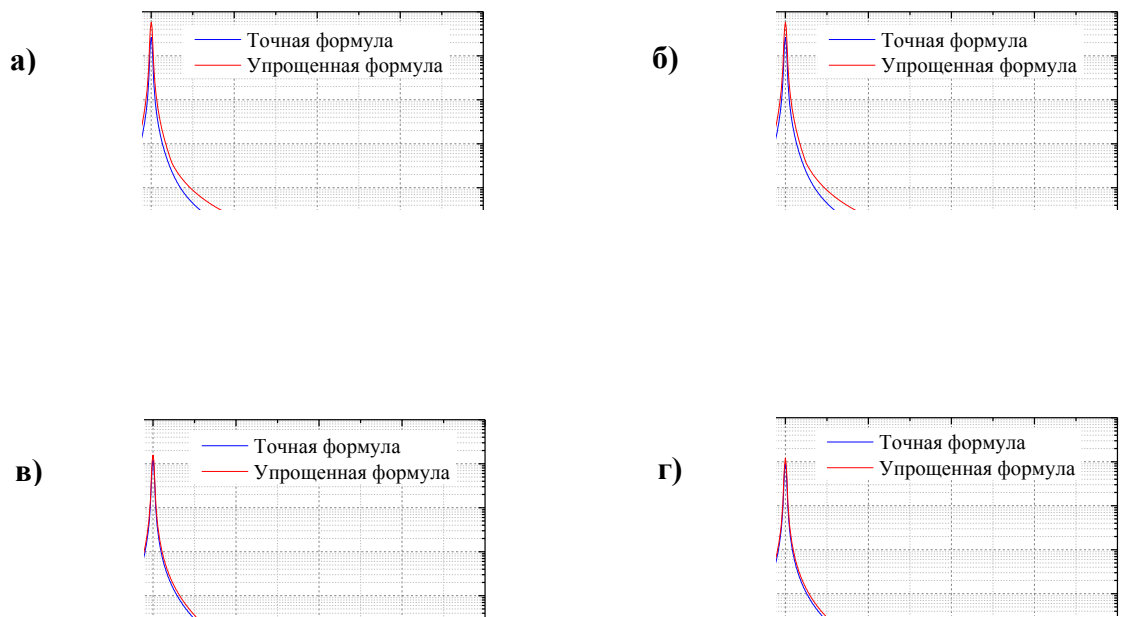 а)
Точная формула
Упрощенная формула
б)
Точная формула
Упрощенная формула
в)
Точная формула
Упрощенная формула
г)
Точная формула
Упрощенная формула